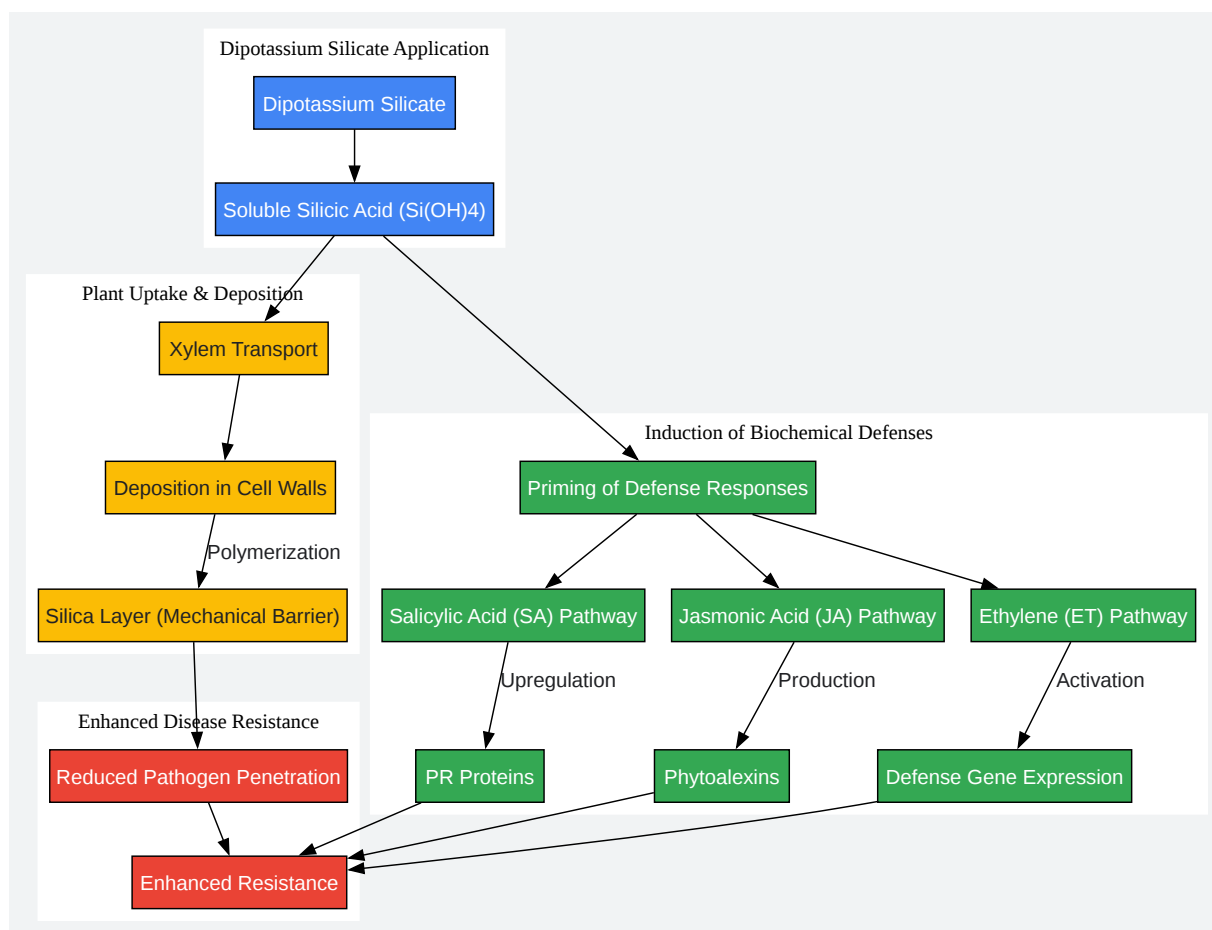 Dipotassium Silicate Application
Dipotassium Silicate
Soluble Silicic Acid (Si(OH)4)
Plant Uptake & Deposition
Xylem Transport
Deposition in Cell Walls
Polymerization
Silica Layer (Mechanical Barrier)
Induction of Biochemical Defenses
Priming of Defense Responses
Salicylic Acid (SA) Pathway
Jasmonic Acid (JA) Pathway
Ethylene (ET) Pathway
Upregulation
Production
Activation
PR Proteins
Phytoalexins
Defense Gene Expression
Enhanced Disease Resistance
Reduced Pathogen Penetration
Enhanced Resistance